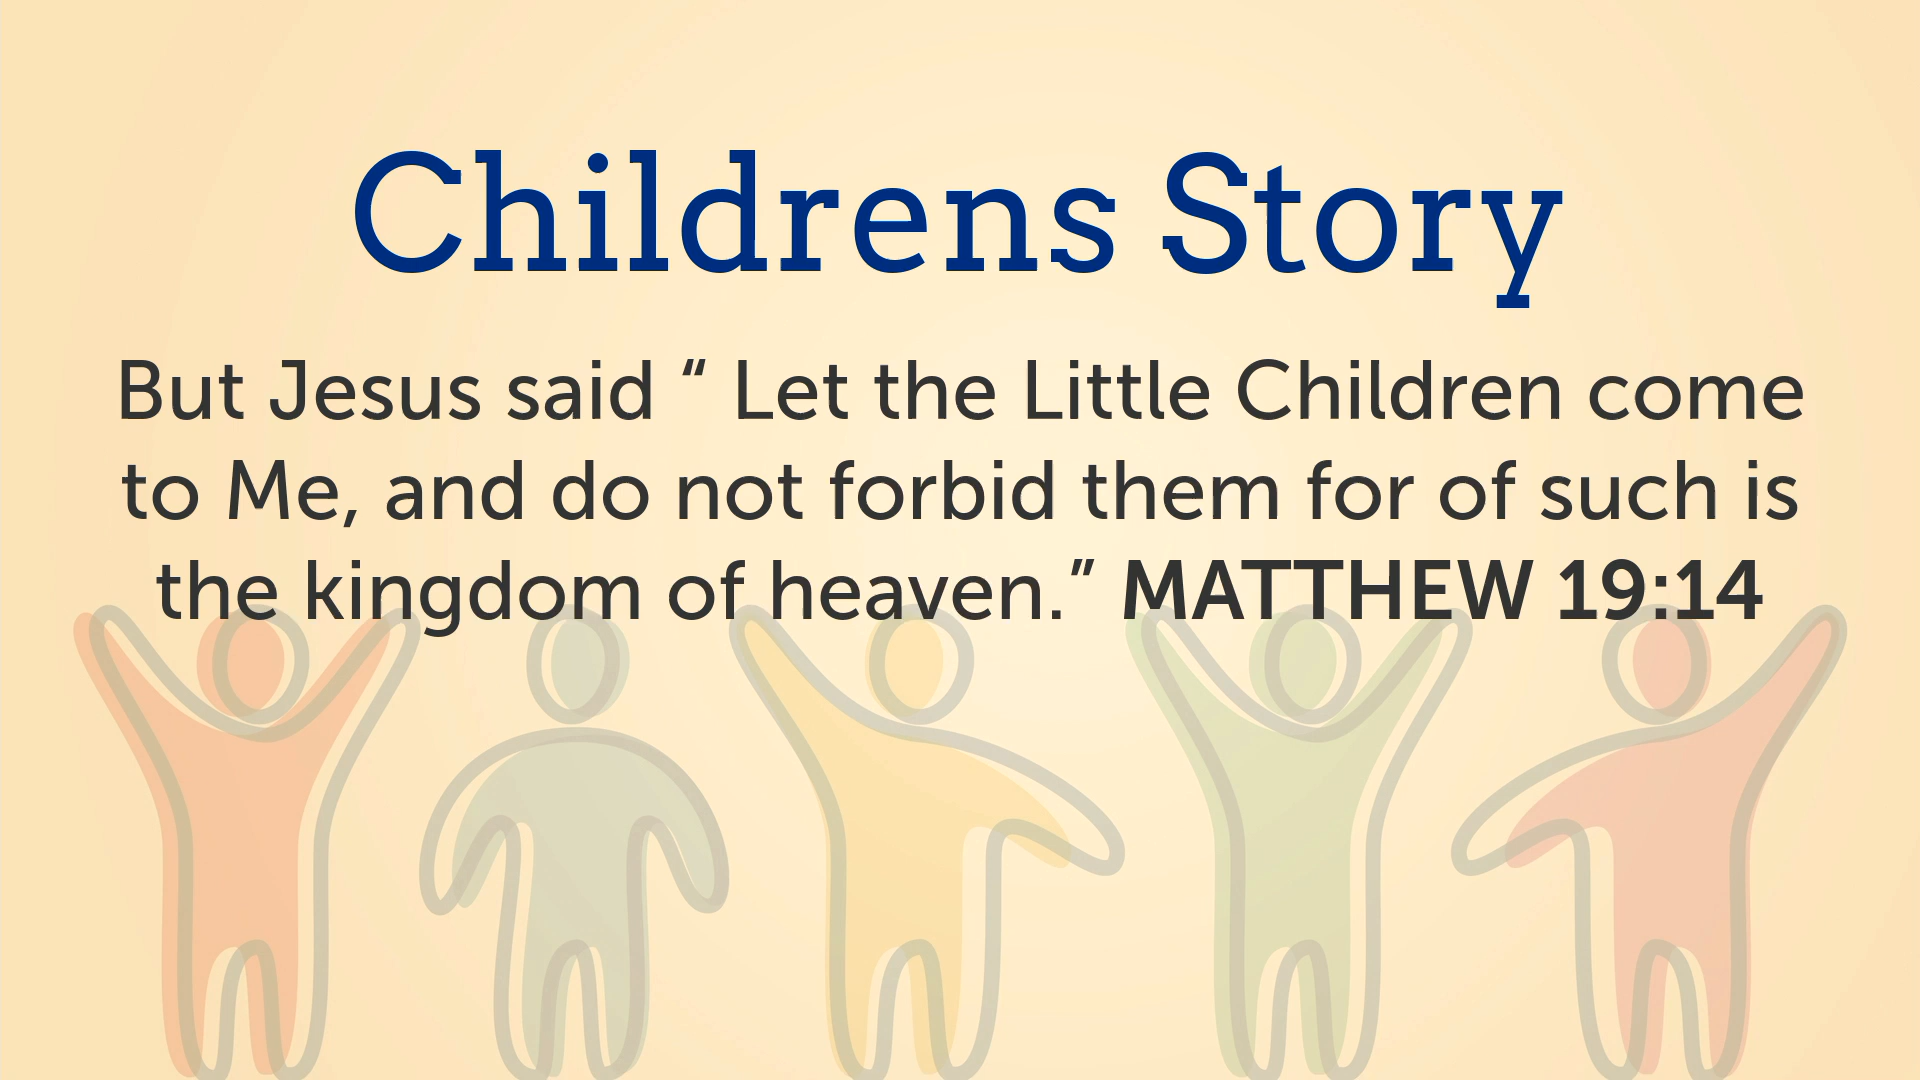 Childrens Story
But Jesus said “ Let the Little Children come
to Me, and do not forbid them for of such is
the kingdom of heaven.” MATTHEW 19:14